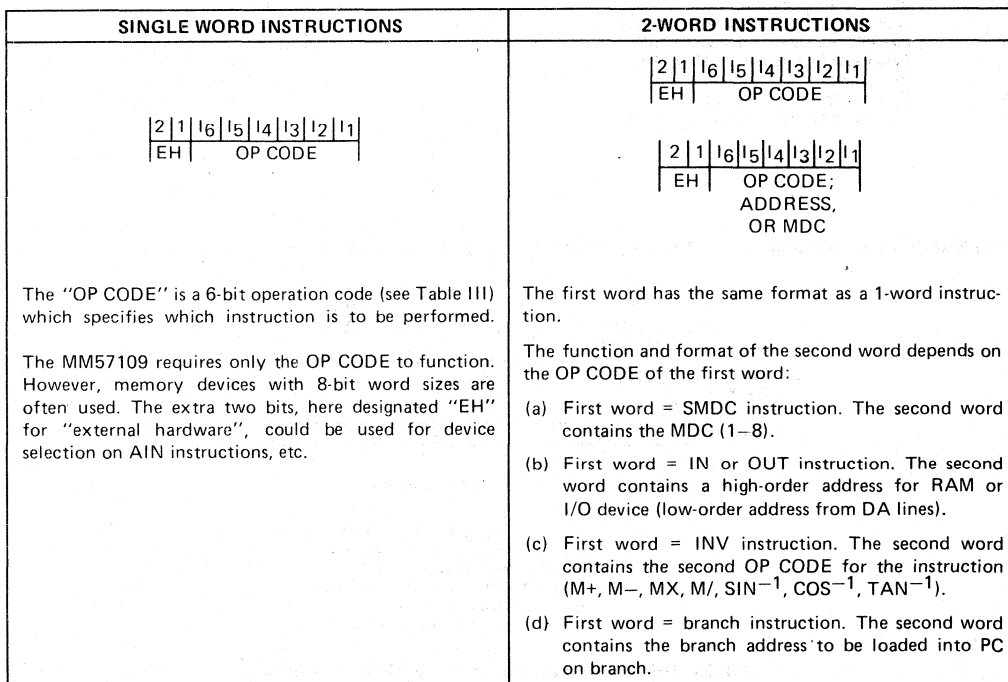 SINGLE WORD INSTRUCTIONS
2 1 I6 I5 I4 I3 I2 I1
EH OP CODE
The "OP CODE" is a 6-bit operation code (see Table III)
which specifies which instruction is to be performed.
The MM57109 requires only the OP CODE to function.
However, memory devices with 8-bit word sizes are
often used. The extra two bits, here designated "EH"
for "external hardware", could be used for device
selection on AIN instructions, etc.
2-WORD INSTRUCTIONS
2 1 I6 I5 I4 I3 I2 I1
EH OP CODE
2 1 I6 I5 I4 I3 I2 I1
EH OP CODE;
ADDRESS,
OR MDC
The first word has the same format as a 1-word instruc-
tion.
The function and format of the second word depends on
the OP CODE of the first word:
(a) First word = SMDC instruction. The second word
contains the MDC (1–8).
(b) First word = IN or OUT instruction. The second
word contains a high-order address for RAM or
I/O device (low-order address from DA lines).
(c) First word = INV instruction. The second word
contains the second OP CODE for the instruction
(M+, M–, MX, M/, SIN–1, COS–1, TAN–1).
(d) First word = branch instruction. The second word
contains the branch address to be loaded into PC
on branch.